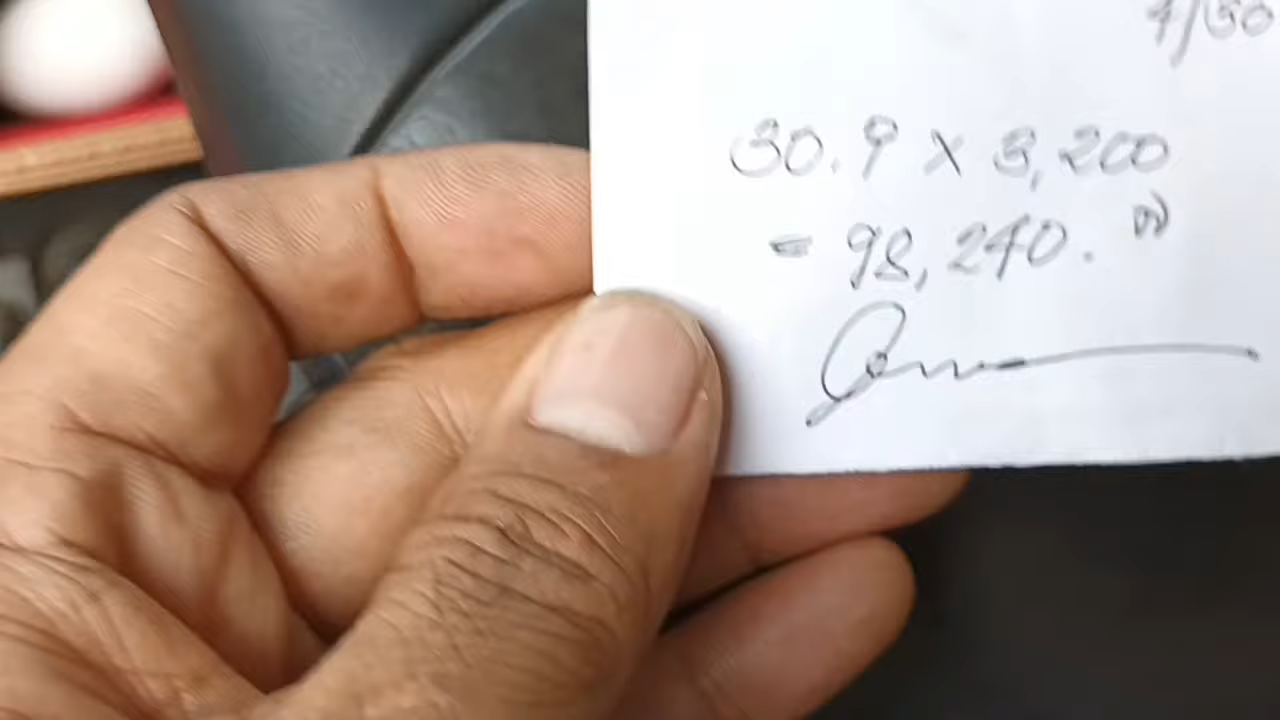 30.9 x 3,200
= 98,240.